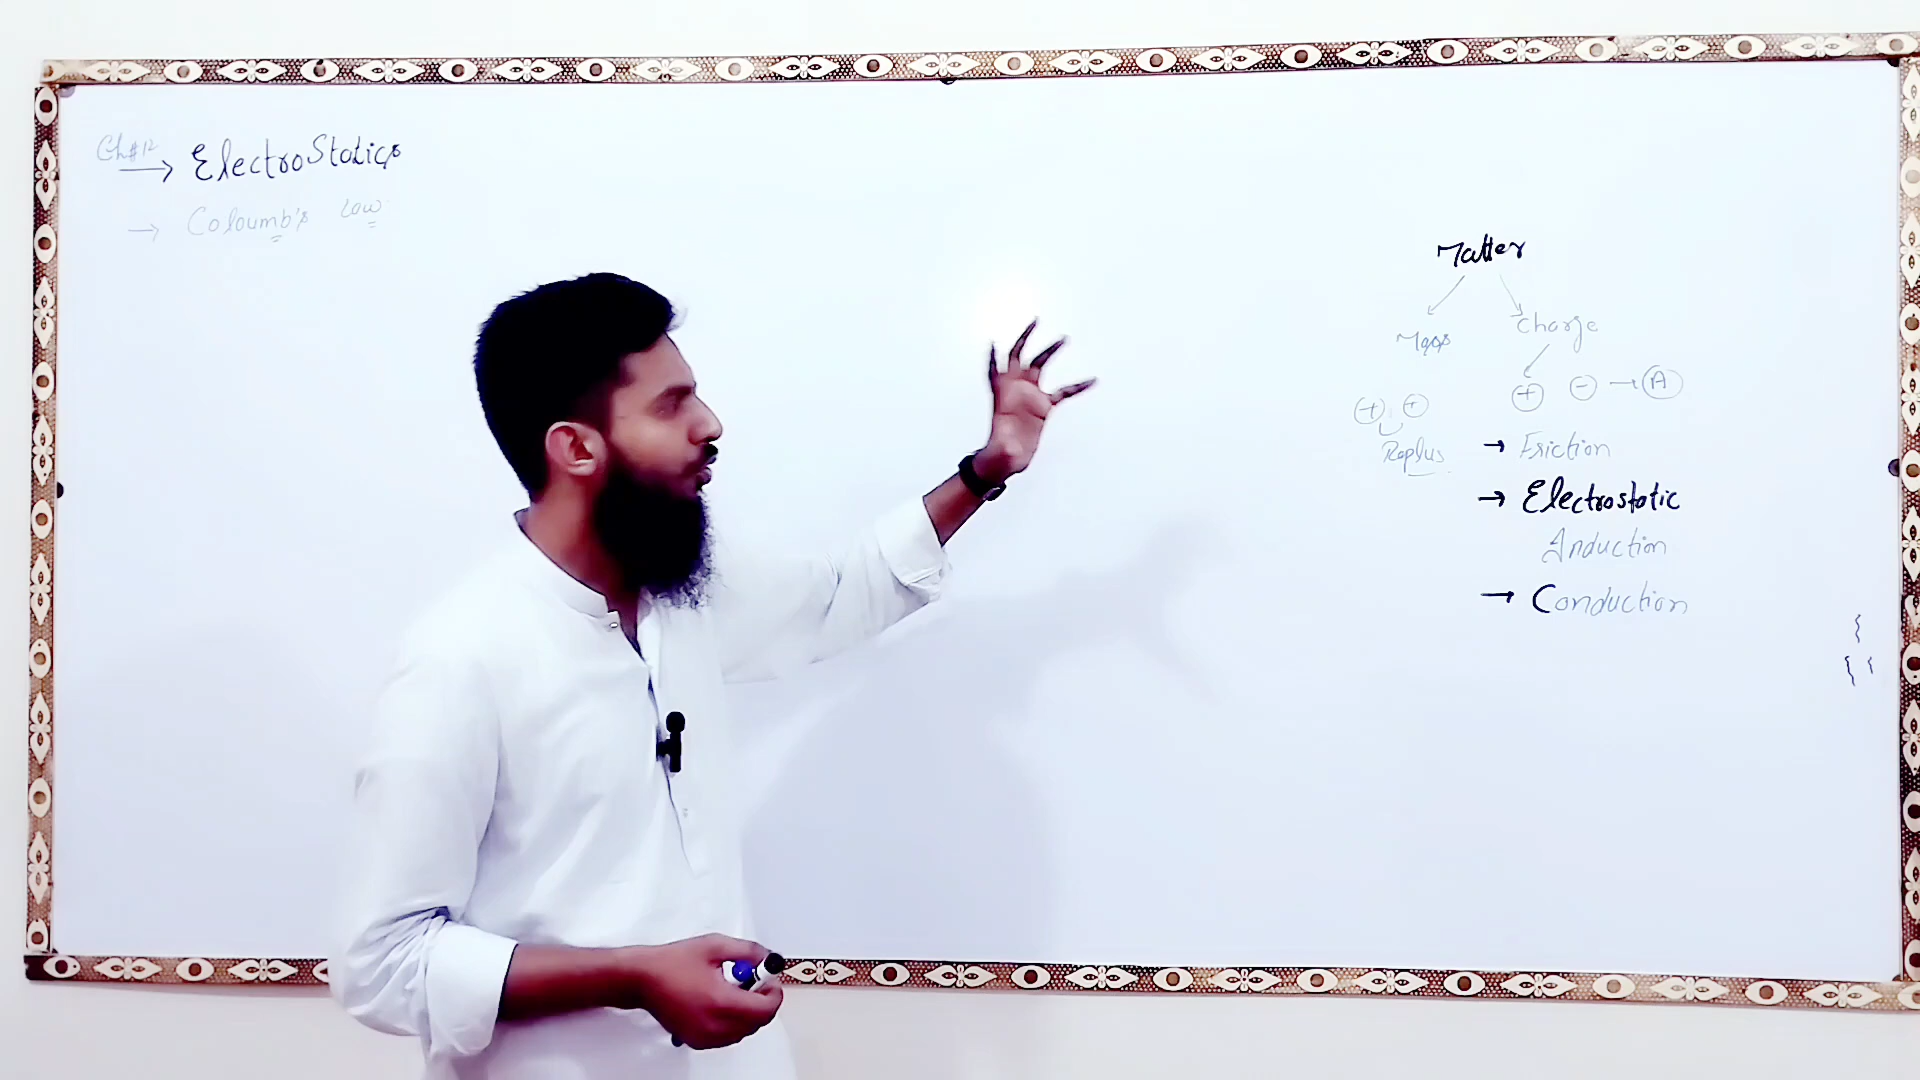 Ch#12
→ ElectroStatics
→ Coloumb's Law
Matter
Mass Charge
+ - → A
+ +
Replus
→ Friction
→ Electrostatic
Induction
→ Conduction